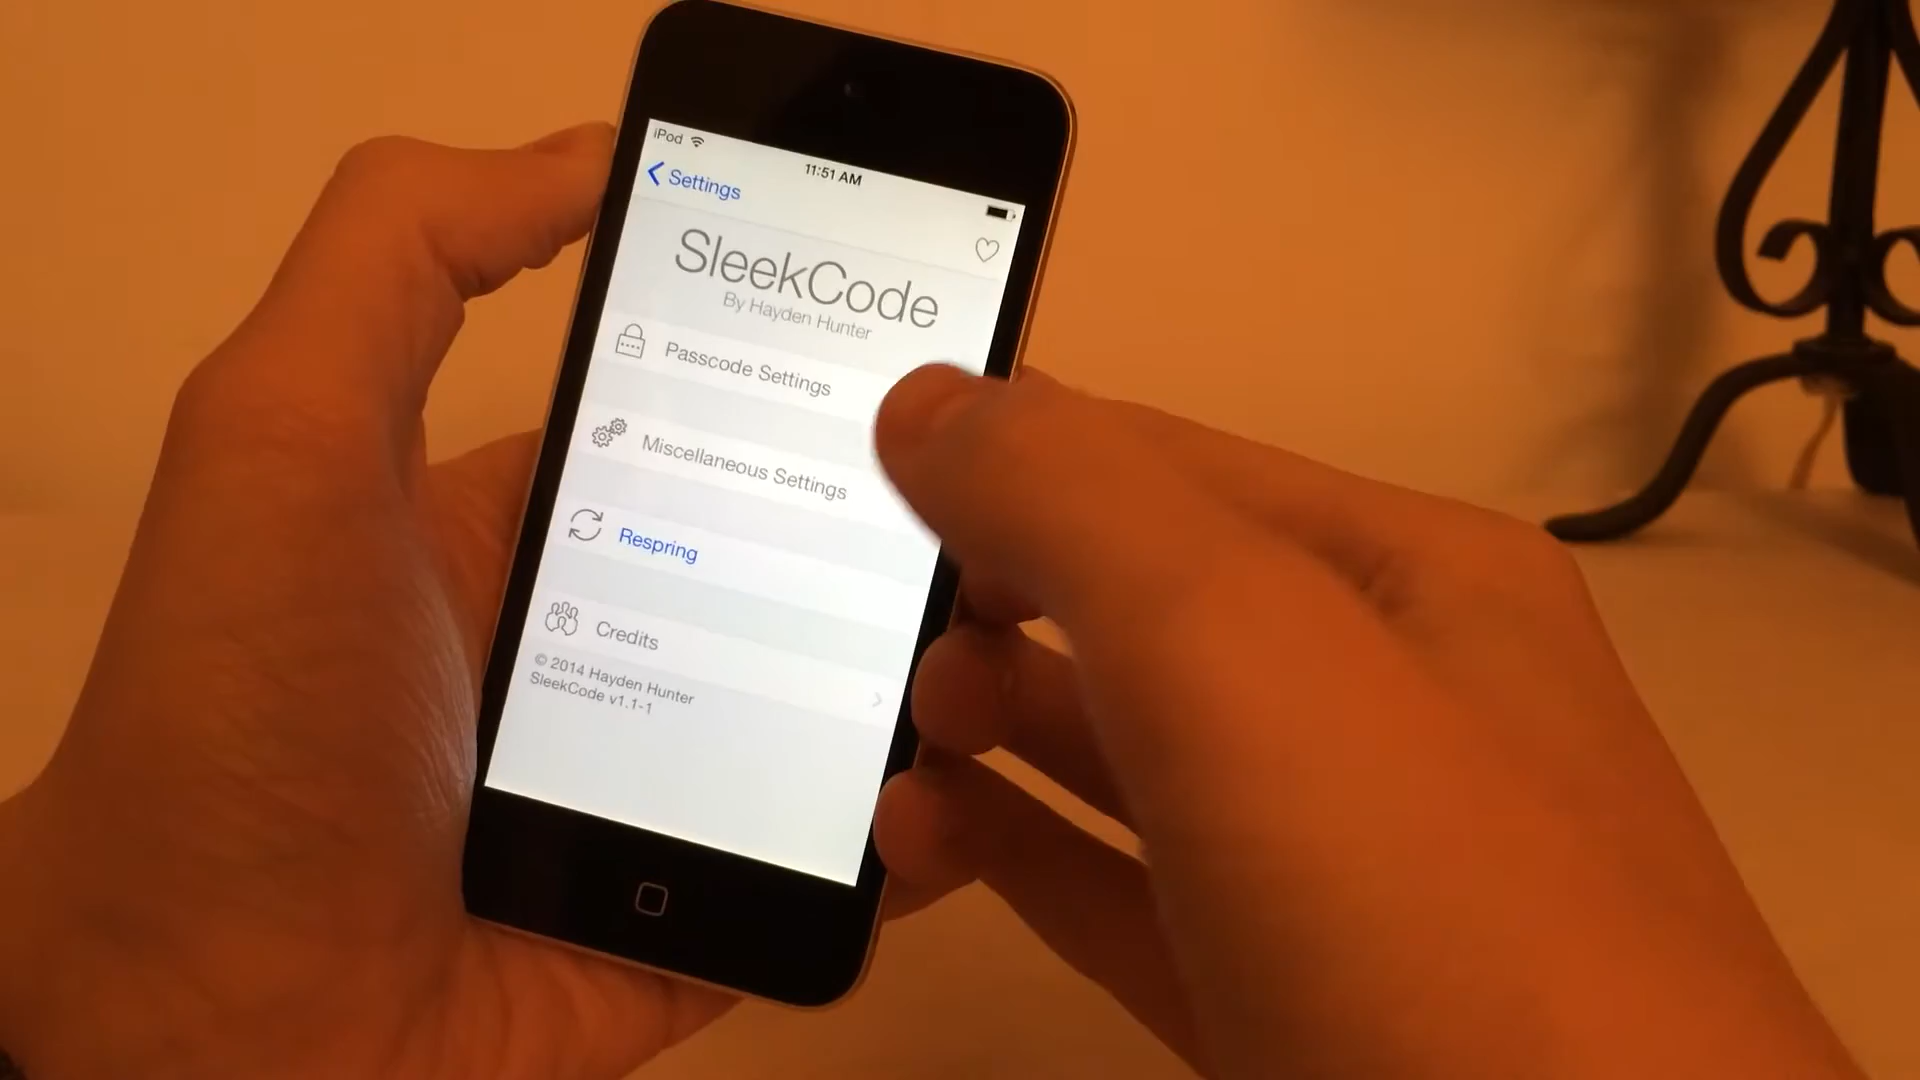 iPod
11:51 AM
Settings
SleekCode
By Hayden Hunter
Passcode Settings
Miscellaneous Settings
Respring
Credits
© 2014 Hayden Hunter
SleekCode v1.1-1